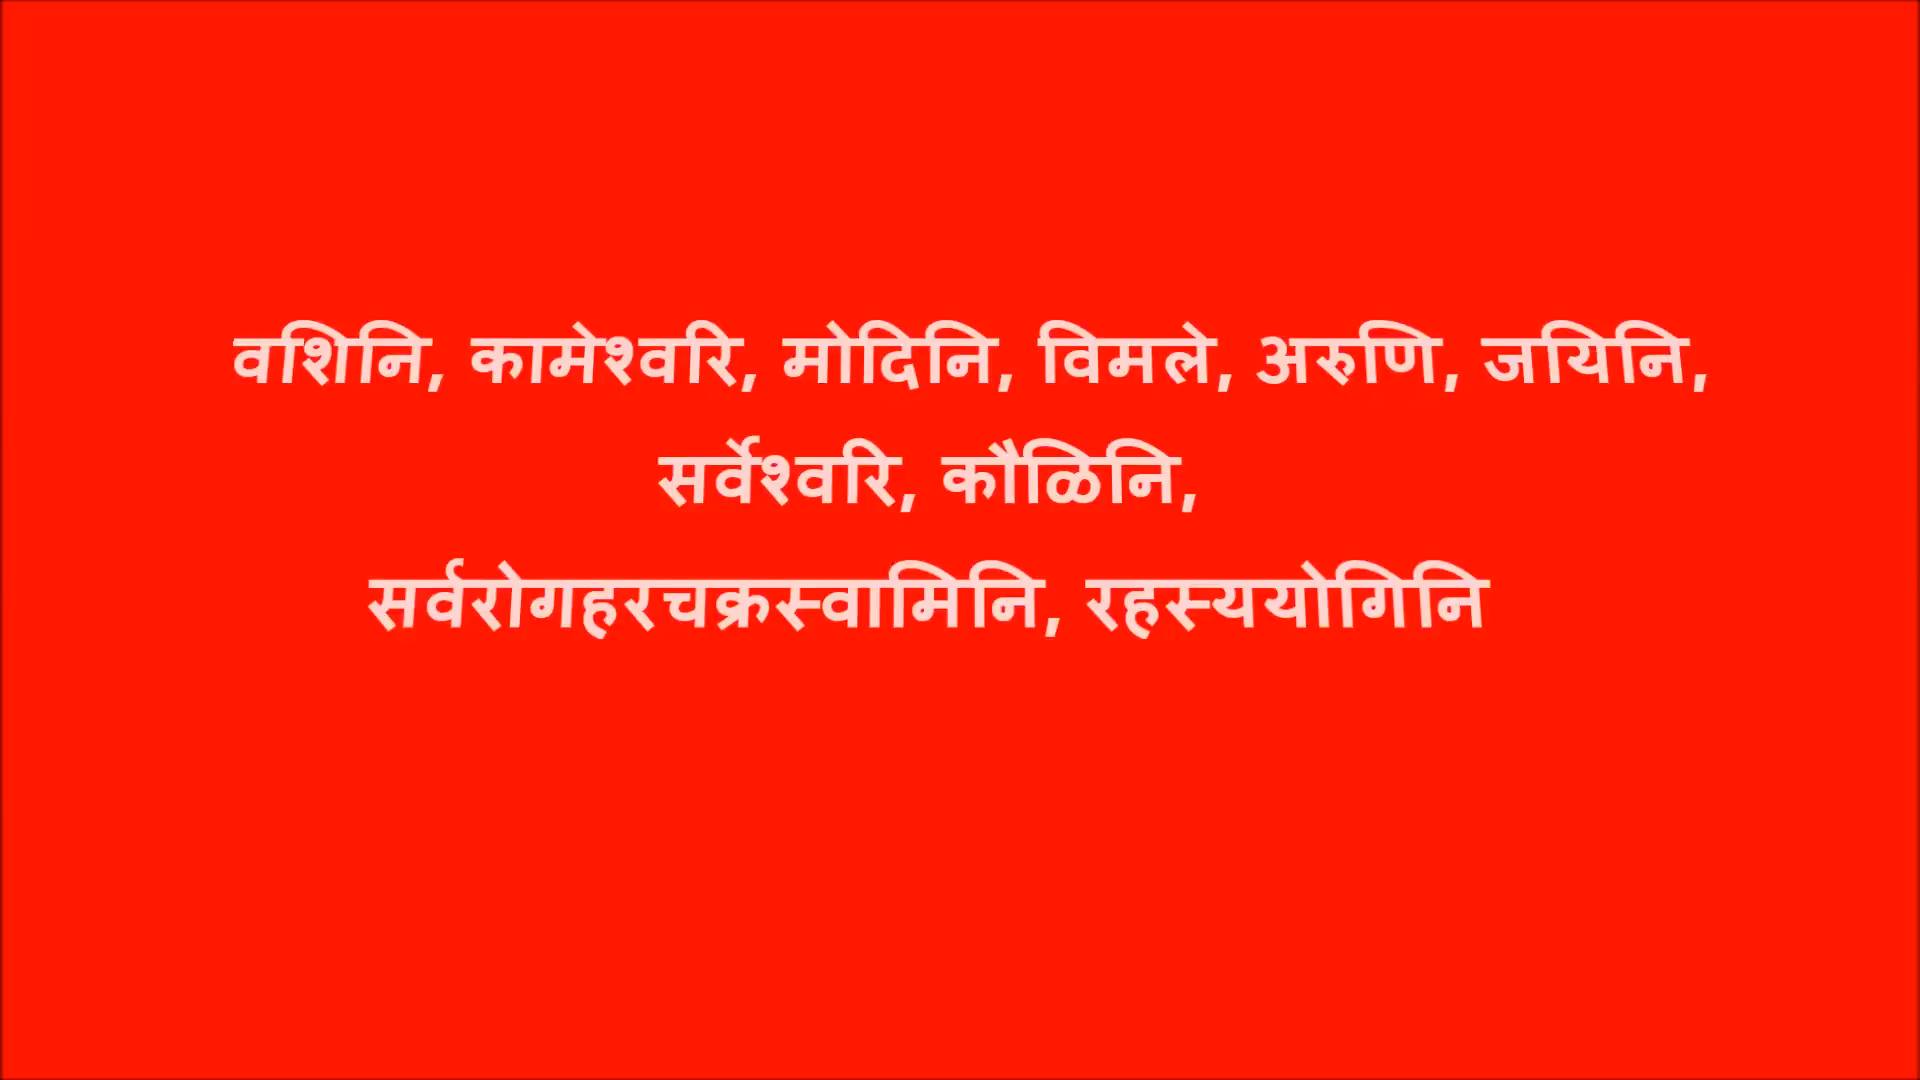 वशिनि, कामेश्वरि, मोदिनि, विमले, अरुणि, जयिनि,
सर्वेश्वरि, कौळिनि,
सर्वरोगहरचक्रस्वामिनि, रहस्ययोगिनि